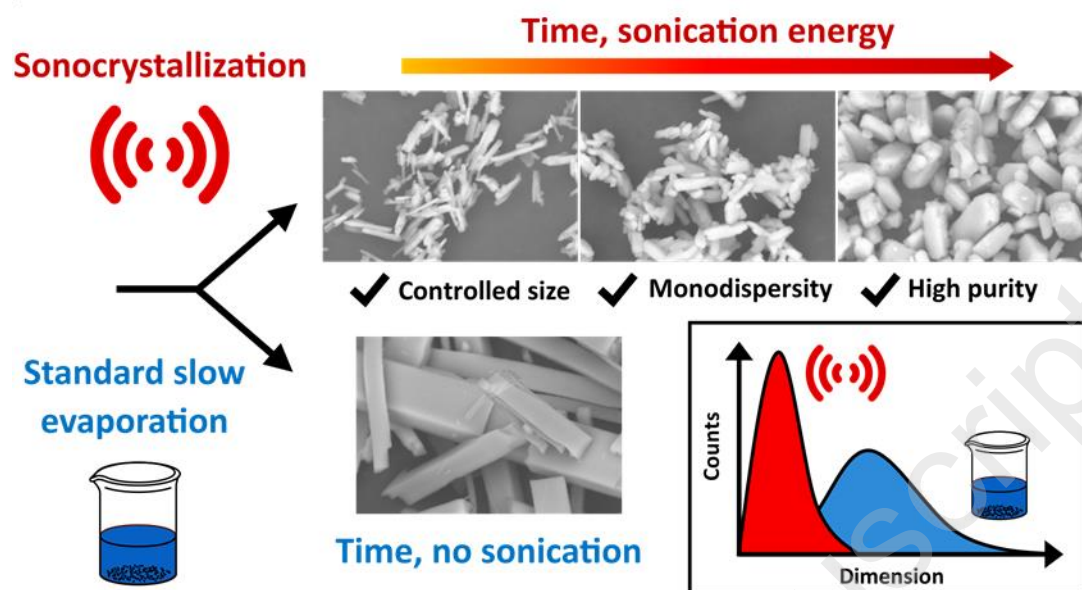 Time, sonication energy
Sonocrystallization
Controlled size
Monodispersity
High purity
Standard slow
evaporation
Time, no sonication
Counts
Dimension